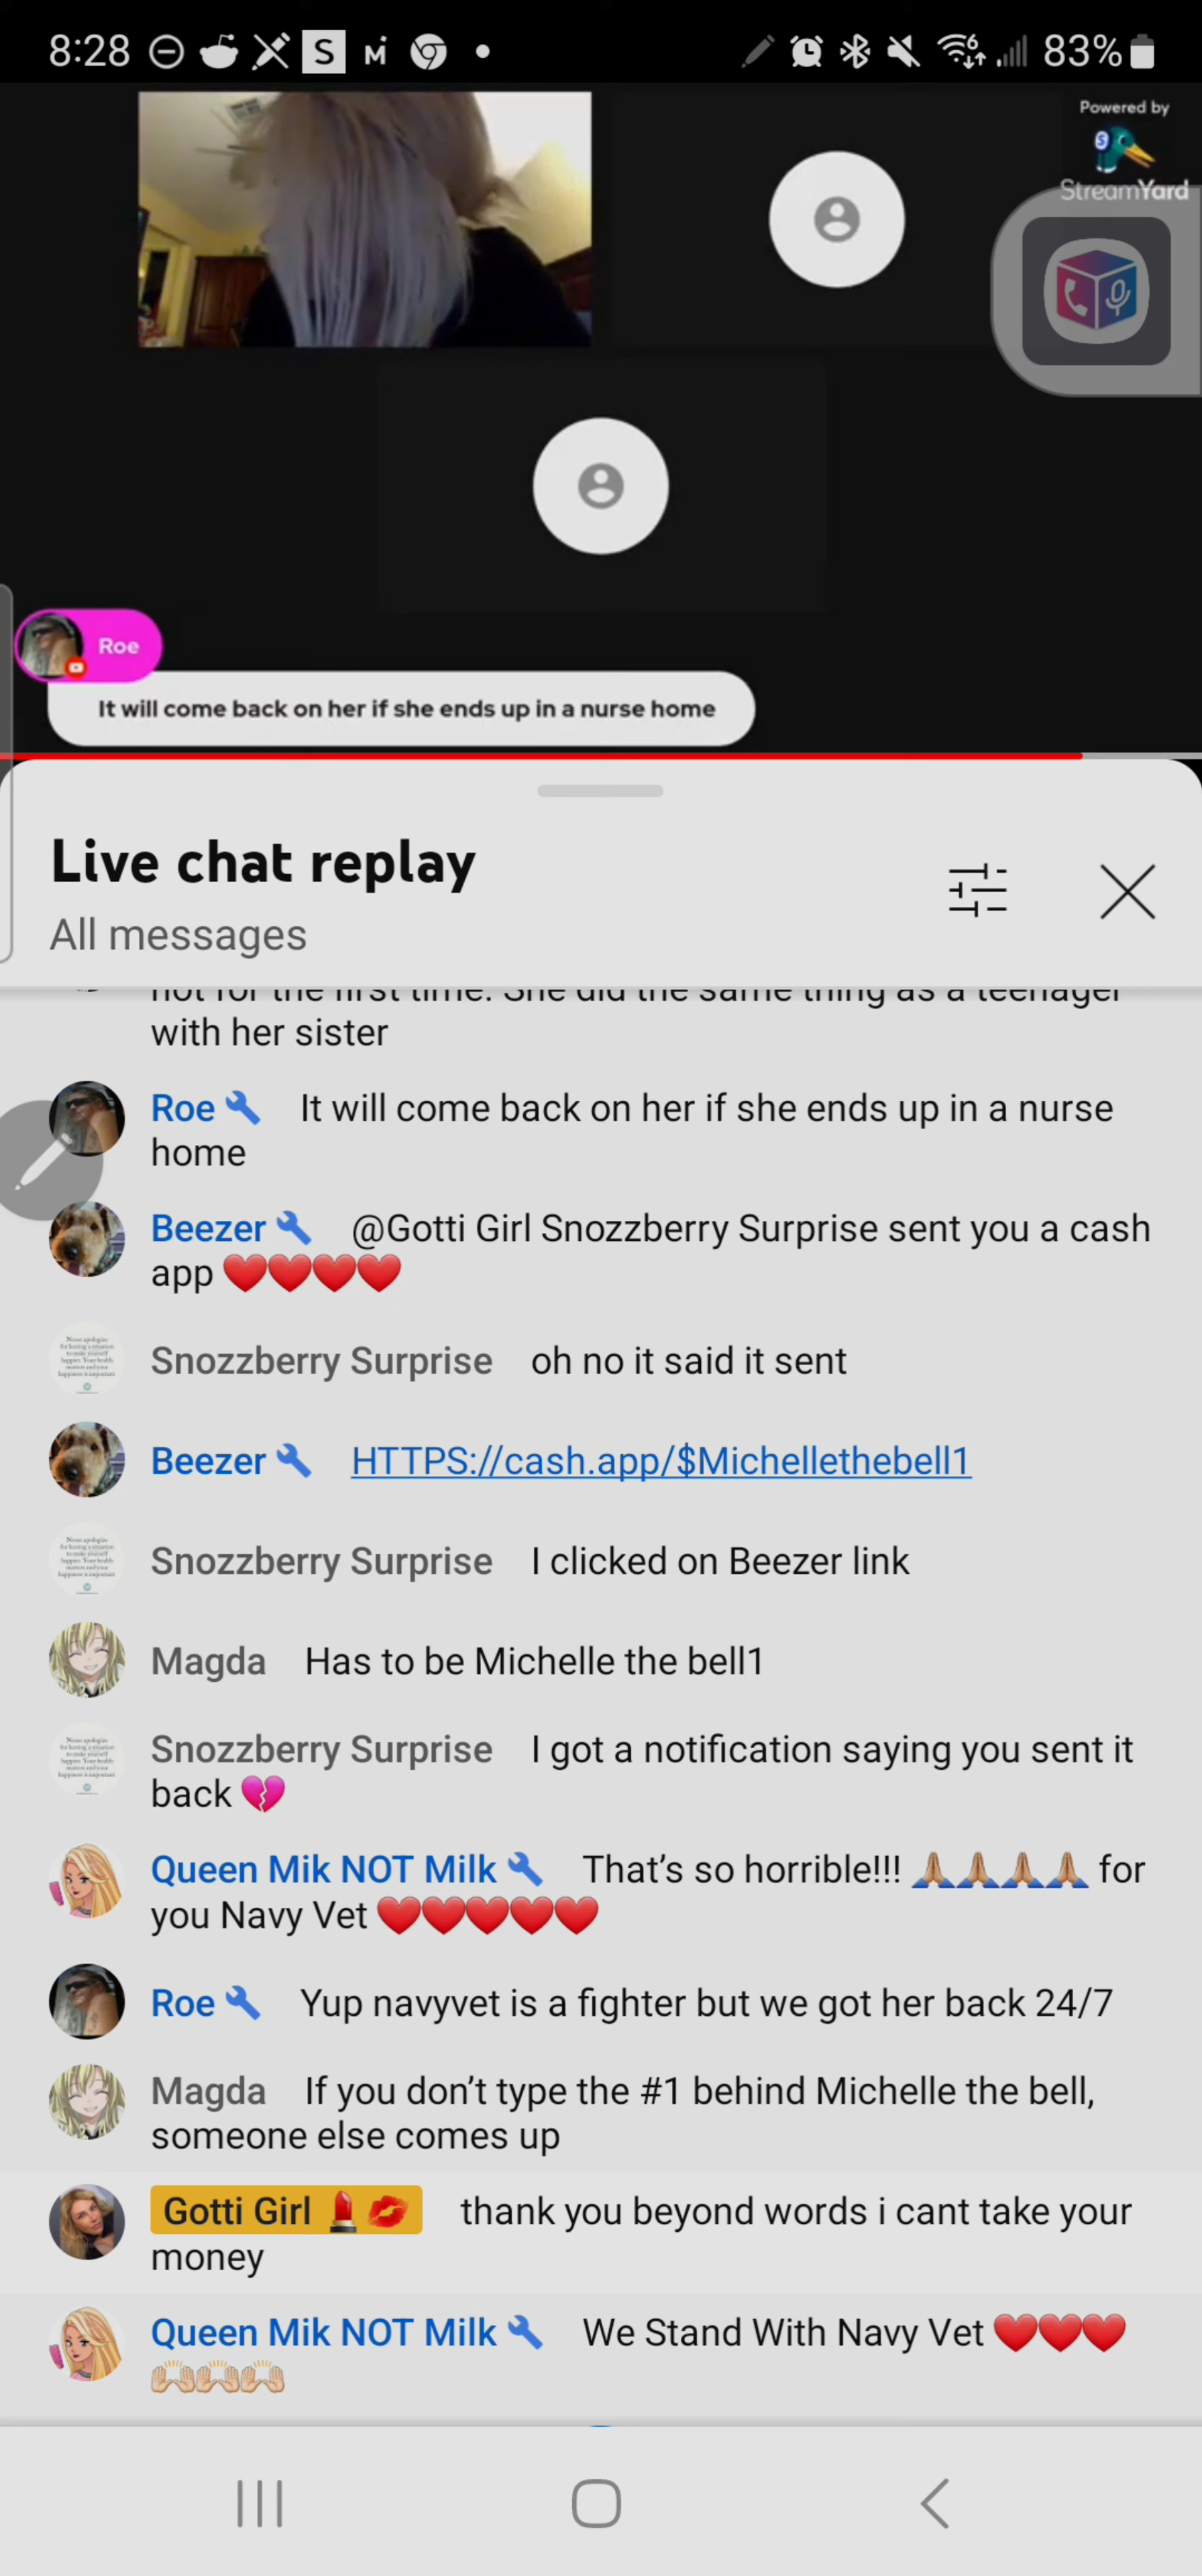 8:28
S
M
6
83%
Powered by
StreamYard
Roe
It will come back on her if she ends up in a nurse home
Live chat replay
All messages
not for the first time. She did the same thing as a teenager
with her sister
Roe It will come back on her if she ends up in a nurse
home
Beezer @Gotti Girl Snozzberry Surprise sent you a cash
app ❤️❤️❤️❤️
Snozzberry Surprise oh no it said it sent
Beezer HTTPS://cash.app/$Michellethebell1
Snozzberry Surprise I clicked on Beezer link
Magda Has to be Michelle the bell1
Snozzberry Surprise I got a notification saying you sent it
back 💔
Queen Mik NOT Milk That's so horrible!!! 🙏🏽🙏🏽🙏🏽🙏🏽 for
you Navy Vet ❤️❤️❤️❤️❤️
Roe Yup navyvet is a fighter but we got her back 24/7
Magda If you don't type the #1 behind Michelle the bell,
someone else comes up
Gotti Girl 💄💋 thank you beyond words i cant take your
money
Queen Mik NOT Milk We Stand With Navy Vet ❤️❤️❤️
🙌🏼🙌🏼🙌🏼